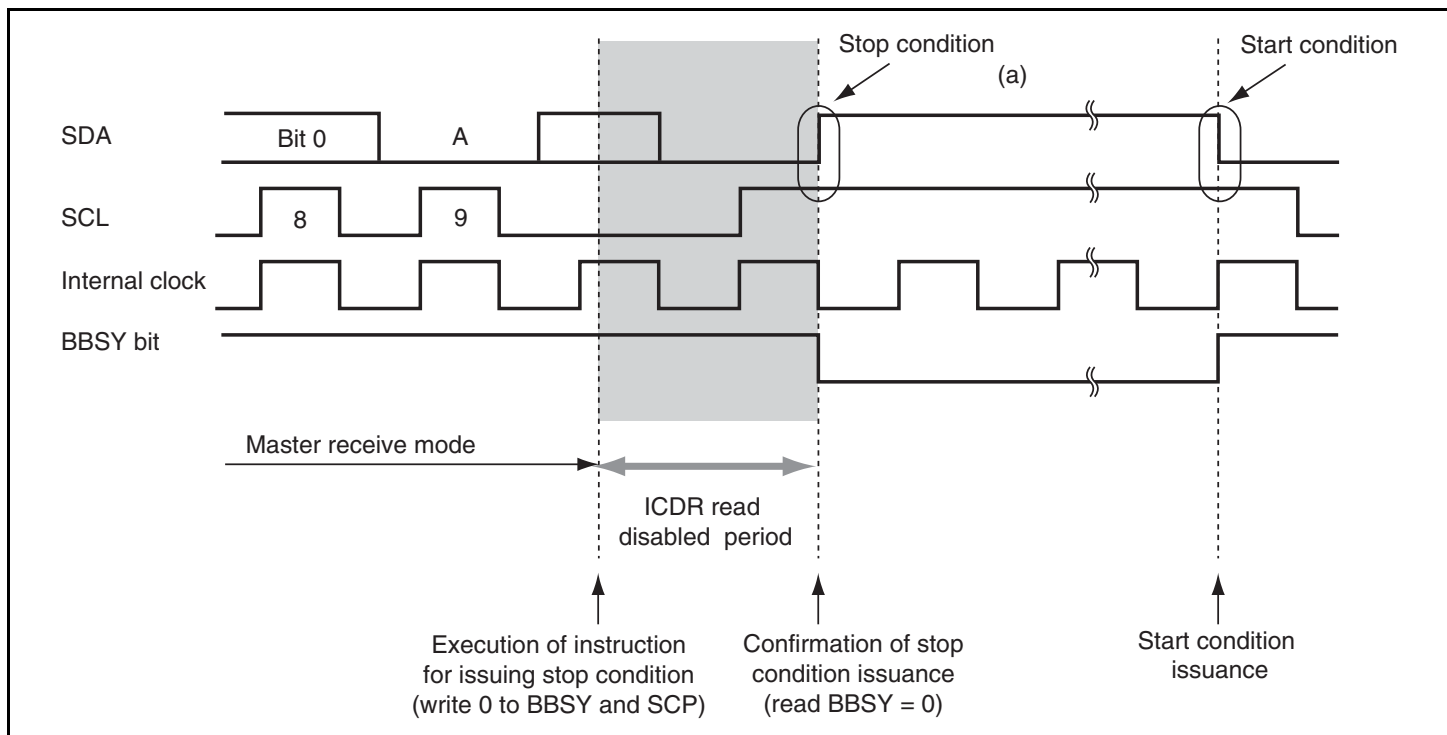 Stop condition
Start condition
(a)
SDA
Bit 0
A
SCL
8
9
Internal clock
BBSY bit
Master receive mode
ICDR read
disabled period
Execution of instruction
for issuing stop condition
(write 0 to BBSY and SCP)
Confirmation of stop
condition issuance
(read BBSY = 0)
Start condition
issuance